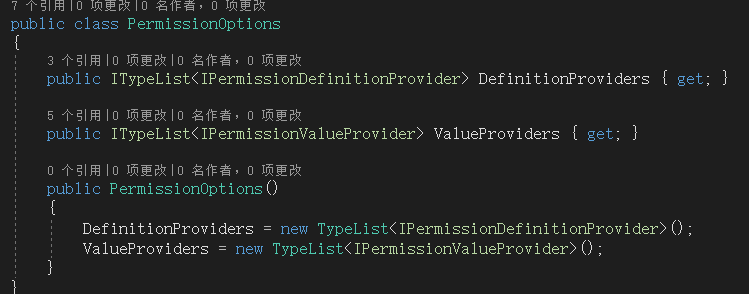 7 个引用|0 项更改|0 名作者，0 项更改
public class PermissionOptions
{
3 个引用|0 项更改|0 名作者，0 项更改
public ITypeList<IPermissionDefinitionProvider> DefinitionProviders { get; }
5 个引用|0 项更改|0 名作者，0 项更改
public ITypeList<IPermissionValueProvider> ValueProviders { get; }
0 个引用|0 项更改|0 名作者，0 项更改
public PermissionOptions()
{
DefinitionProviders = new TypeList<IPermissionDefinitionProvider>();
ValueProviders = new TypeList<IPermissionValueProvider>();
}
}